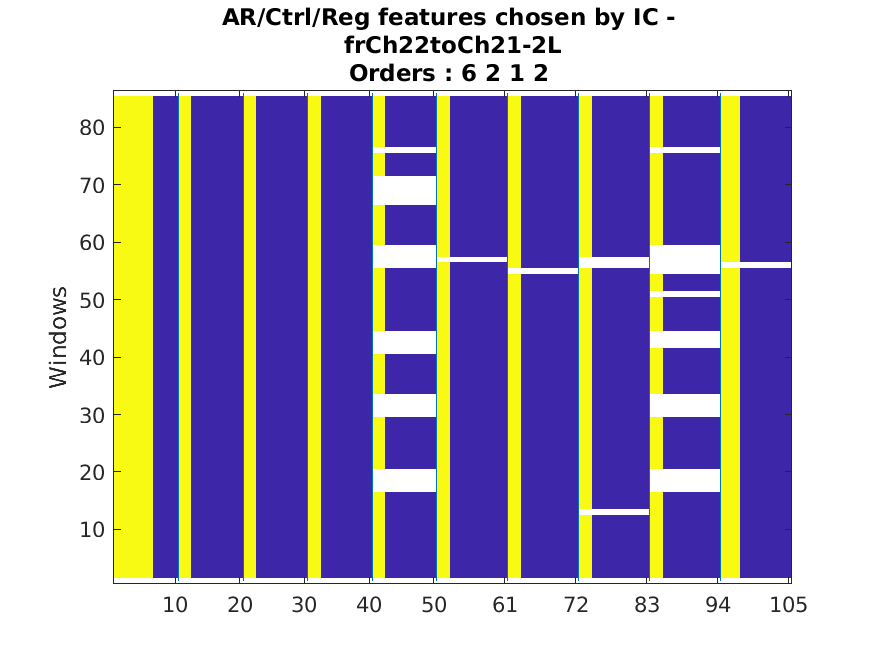 AR/Ctrl/Reg features chosen by IC -
frCh22toCh21-2L
Orders : 6 2 1 2
80
70
60
50
40
30
20
10
Windows
10 20 30 40 50 61 72 83 94 105